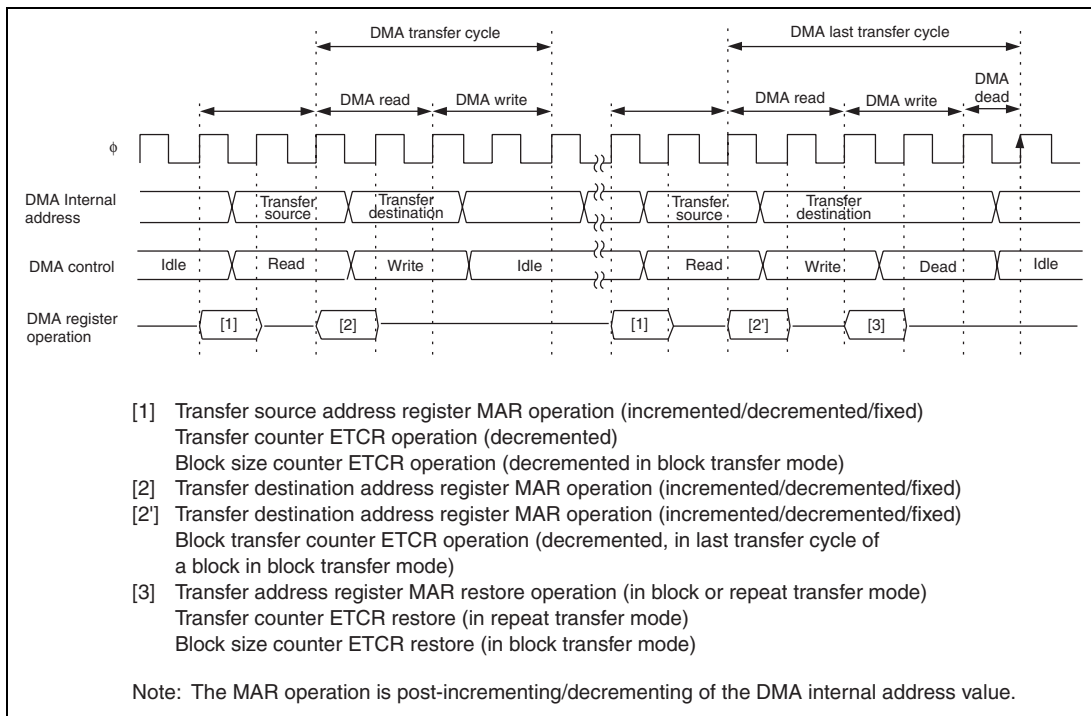 DMA transfer cycle
DMA last transfer cycle
DMA read
DMA write
DMA read
DMA write
DMA
dead
φ
DMA Internal
address
Transfer
source
Transfer
destination
Transfer
source
Transfer
destination
DMA control
Idle
Read
Write
Idle
Read
Write
Dead
Idle
DMA register
operation
[1]
[2]
[1]
[2']
[3]
[1] Transfer source address register MAR operation (incremented/decremented/fixed)
Transfer counter ETCR operation (decremented)
Block size counter ETCR operation (decremented in block transfer mode)
[2] Transfer destination address register MAR operation (incremented/decremented/fixed)
[2'] Transfer destination address register MAR operation (incremented/decremented/fixed)
Block transfer counter ETCR operation (decremented, in last transfer cycle of
a block in block transfer mode)
[3] Transfer address register MAR restore operation (in block or repeat transfer mode)
Transfer counter ETCR restore (in repeat transfer mode)
Block size counter ETCR restore (in block transfer mode)
Note: The MAR operation is post-incrementing/decrementing of the DMA internal address value.